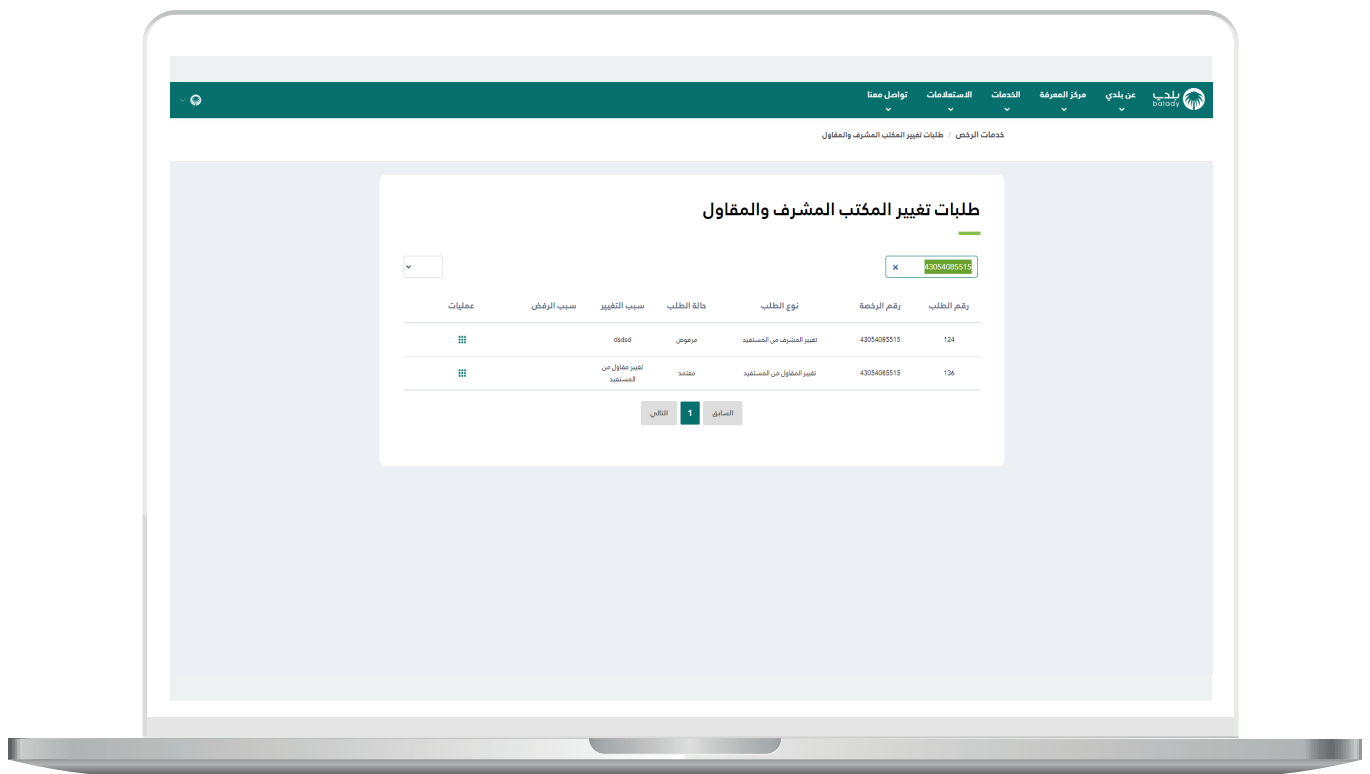 بلدي
balady
عن بلدي مركز المعرفة الخدمات الاستعلامات تواصل معنا
خدمات الرخص / طلبات تغيير المكتب المشرف والمقاول
طلبات تغيير المكتب المشرف والمقاول
43054085515 x
رقم الطلب رقم الرخصة نوع الطلب حالة الطلب سبب التغيير سبب الرفض عمليات
124 43054085515 تغيير المشرف من المستفيد مرفوض dsdsd
136 43054085515 تغيير المقاول من المستفيد معتمد تغيير مقاول من
المستفيد
السابق 1 التالي